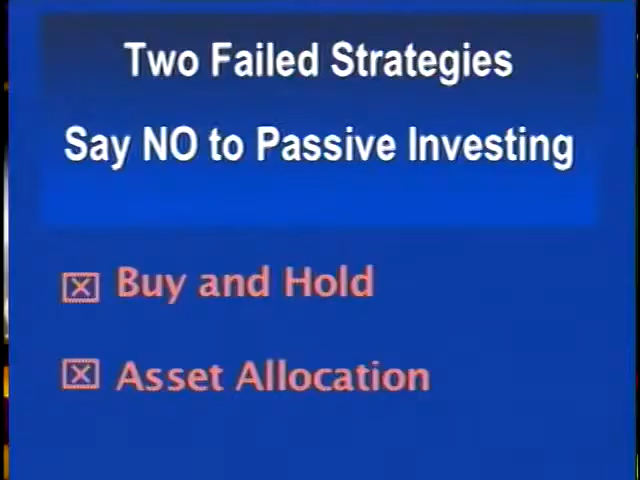 Two Failed Strategies
Say NO to Passive Investing
Buy and Hold
Asset Allocation